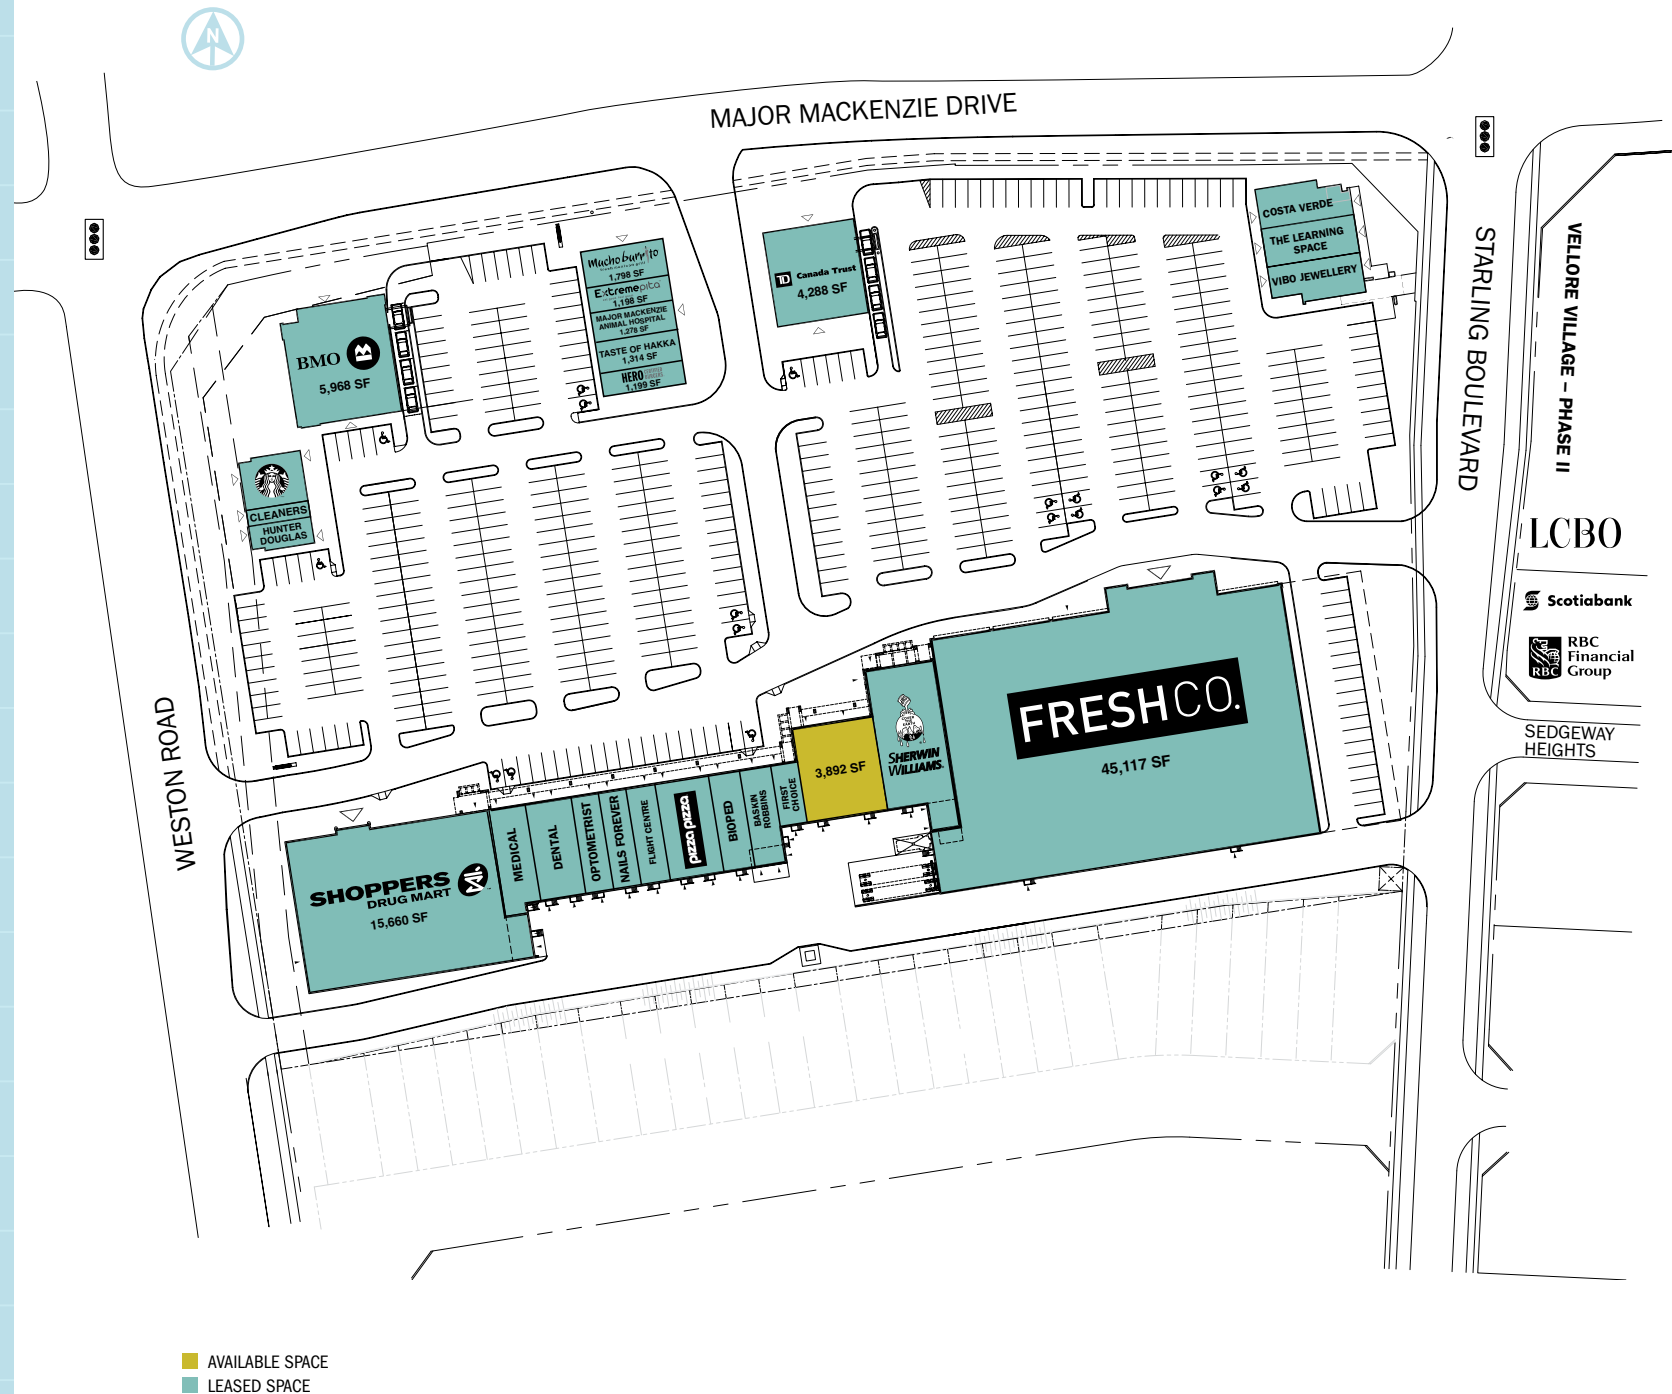 N
MAJOR MACKENZIE DRIVE
WESTON ROAD
STARLING BOULEVARD
VELLORE VILLAGE – PHASE II
LCBO
Scotiabank
RBC
RBC
Financial
Group
SEDGEWAY
HEIGHTS
COSTA VERDE
THE LEARNING
SPACE
VIBO JEWELLERY
TD Canada Trust
4,288 SF
Mucho burrito
1,798 SF
Extremepita
1,198 SF
MAJOR MACKENZIE
ANIMAL HOSPITAL
1,278 SF
TASTE OF HAKKA
1,314 SF
HERO
1,199 SF
BMO
5,968 SF
CLEANERS
HUNTER
DOUGLAS
FRESHCO.
45,117 SF
SHERWIN
WILLIAMS.
3,892 SF
FIRST
CHOICE
BASKIN
ROBBINS
BIOPED
pizza pizza
FLIGHT CENTRE
NAILS FOREVER
OPTOMETRIST
DENTAL
MEDICAL
SHOPPERS
DRUG MART
15,660 SF
AVAILABLE SPACE
LEASED SPACE